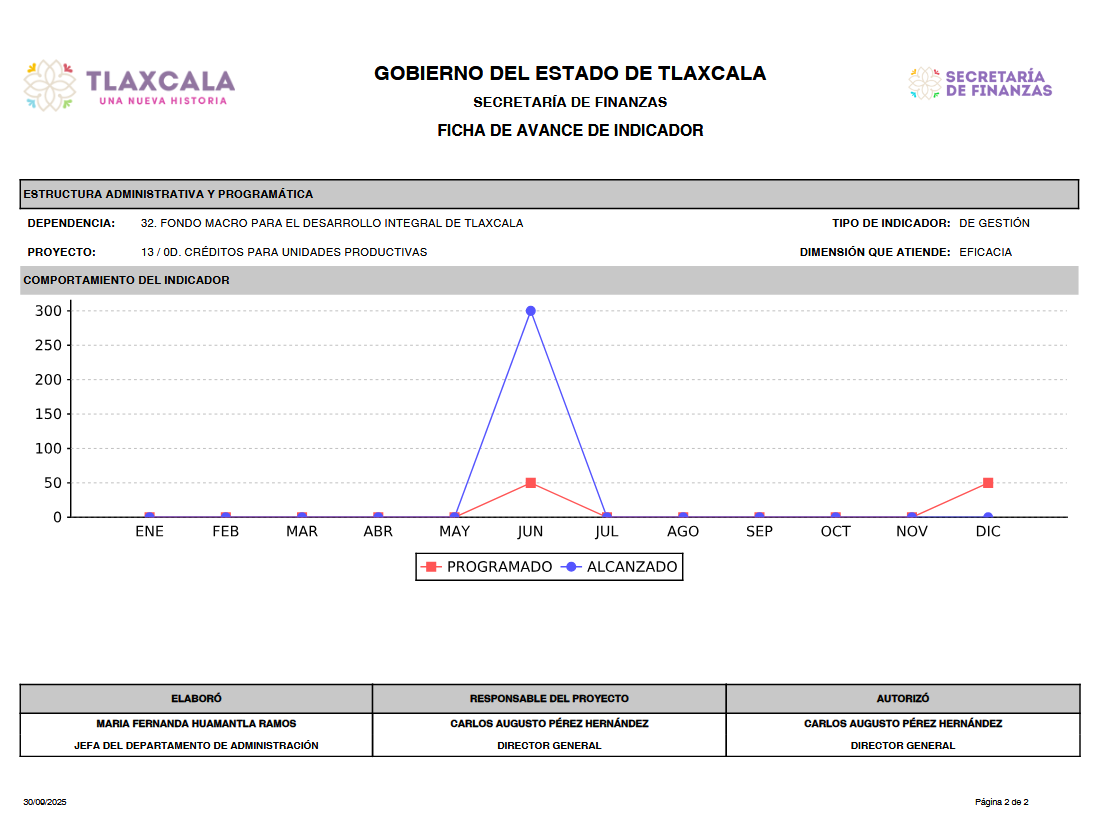 TLAXCALA
UNA NUEVA HISTORIA
GOBIERNO DEL ESTADO DE TLAXCALA
SECRETARÍA DE FINANZAS
FICHA DE AVANCE DE INDICADOR
SECRETARÍA
DE FINANZAS
ESTRUCTURA ADMINISTRATIVA Y PROGRAMÁTICA
DEPENDENCIA: 32. FONDO MACRO PARA EL DESARROLLO INTEGRAL DE TLAXCALA TIPO DE INDICADOR: DE GESTIÓN
PROYECTO: 13 / 0D. CRÉDITOS PARA UNIDADES PRODUCTIVAS DIMENSIÓN QUE ATIENDE: EFICACIA
COMPORTAMIENTO DEL INDICADOR
300
250
200
150
100
50
0
ENE FEB MAR ABR MAY JUN JUL AGO SEP OCT NOV DIC
PROGRAMADO ALCANZADO
ELABORÓ RESPONSABLE DEL PROYECTO AUTORIZÓ
MARIA FERNANDA HUAMANTLA RAMOS CARLOS AUGUSTO PÉREZ HERNÁNDEZ CARLOS AUGUSTO PÉREZ HERNÁNDEZ
JEFA DEL DEPARTAMENTO DE ADMINISTRACIÓN DIRECTOR GENERAL DIRECTOR GENERAL
30/09/2025 Página 2 de 2